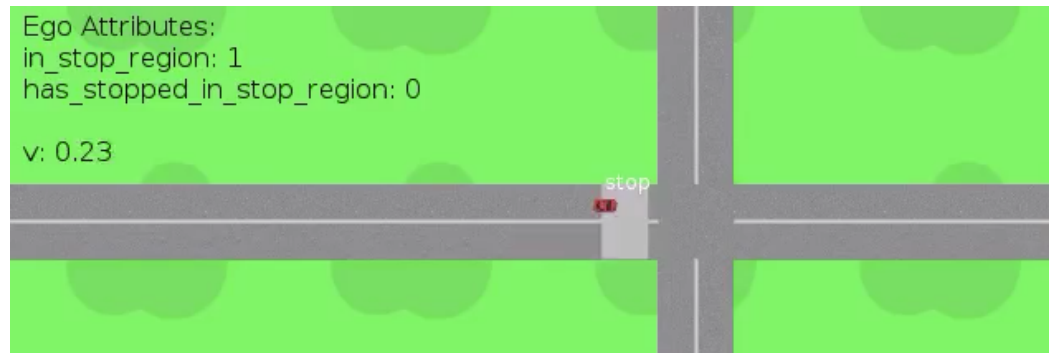 Ego Attributes:
in_stop_region: 1
has_stopped_in_stop_region: 0
v: 0.23
stop